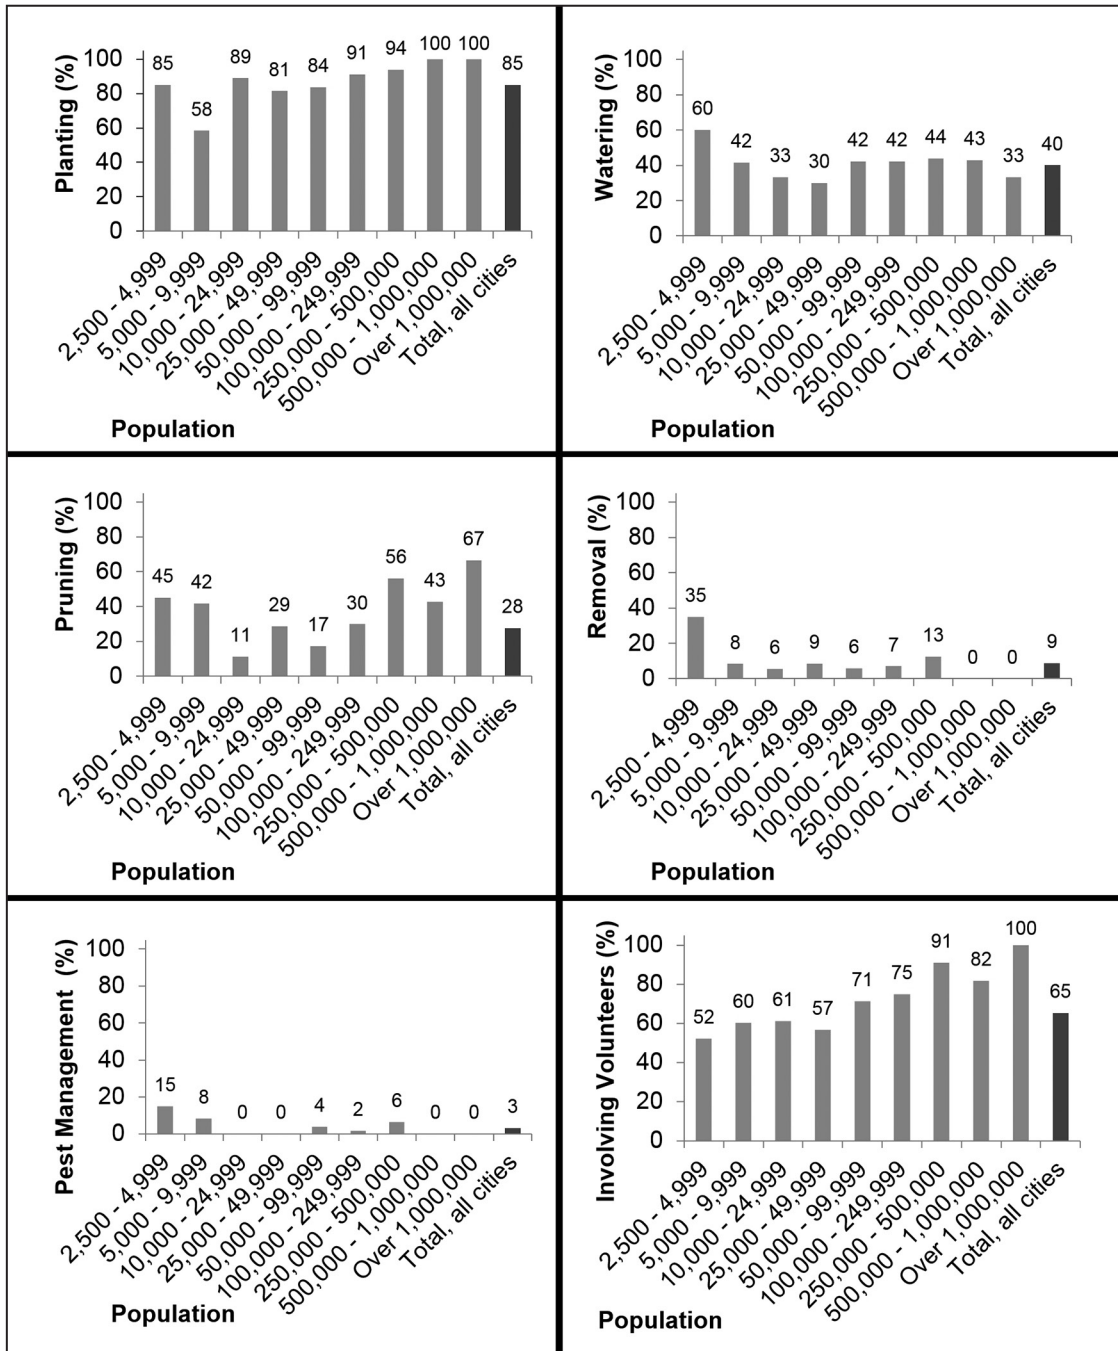 Planting (%)
100
80
60
40
20
0
85
58
89
81
84
91
94
100
100
85
2,500 - 4,999
5,000 - 9,999
10,000 - 24,999
25,000 - 49,999
50,000 - 99,999
100,000 - 249,999
250,000 - 500,000
500,000 - 1,000,000
Over 1,000,000
Total, all cities
Population
Watering (%)
100
80
60
40
20
0
60
42
33
30
42
42
44
43
33
40
2,500 - 4,999
5,000 - 9,999
10,000 - 24,999
25,000 - 49,999
50,000 - 99,999
100,000 - 249,999
250,000 - 500,000
500,000 - 1,000,000
Over 1,000,000
Total, all cities
Population
Pruning (%)
100
80
60
40
20
0
45
42
11
29
17
30
56
43
67
28
2,500 - 4,999
5,000 - 9,999
10,000 - 24,999
25,000 - 49,999
50,000 - 99,999
100,000 - 249,999
250,000 - 500,000
500,000 - 1,000,000
Over 1,000,000
Total, all cities
Population
Removal (%)
100
80
60
40
20
0
35
8
6
9
6
7
13
0
0
9
2,500 - 4,999
5,000 - 9,999
10,000 - 24,999
25,000 - 49,999
50,000 - 99,999
100,000 - 249,999
250,000 - 500,000
500,000 - 1,000,000
Over 1,000,000
Total, all cities
Population
Pest Management (%)
100
80
60
40
20
0
15
8
0
0
4
2
6
0
0
3
2,500 - 4,999
5,000 - 9,999
10,000 - 24,999
25,000 - 49,999
50,000 - 99,999
100,000 - 249,999
250,000 - 500,000
500,000 - 1,000,000
Over 1,000,000
Total, all cities
Population
Involving Volunteers (%)
100
80
60
40
20
0
52
60
61
57
71
75
91
82
100
65
2,500 - 4,999
5,000 - 9,999
10,000 - 24,999
25,000 - 49,999
50,000 - 99,999
100,000 - 249,999
250,000 - 500,000
500,000 - 1,000,000
Over 1,000,000
Total, all cities
Population